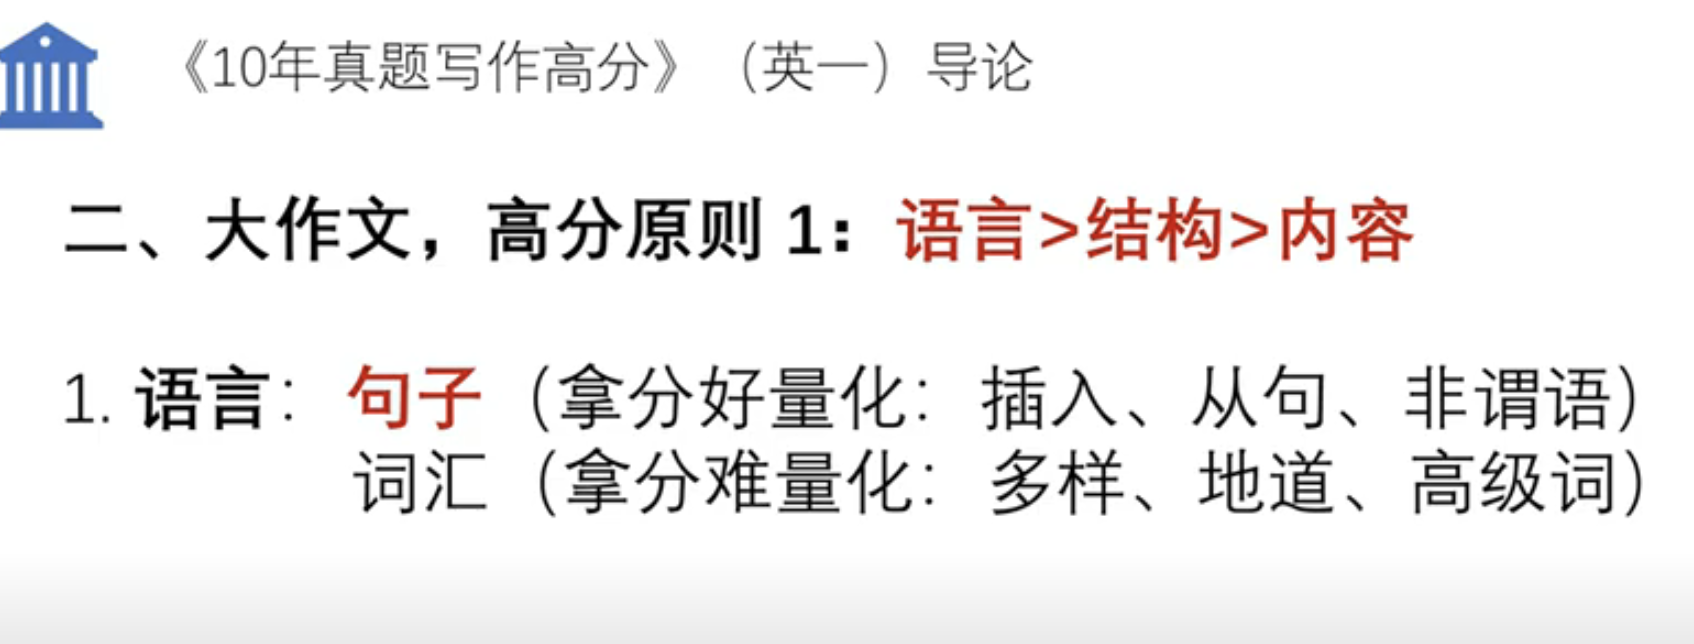 《10年真题写作高分》（英一）导论
二、大作文，高分原则 1：语言>结构>内容
1. 语言：句子（拿分好量化：插入、从句、非谓语）
词汇（拿分难量化：多样、地道、高级词）